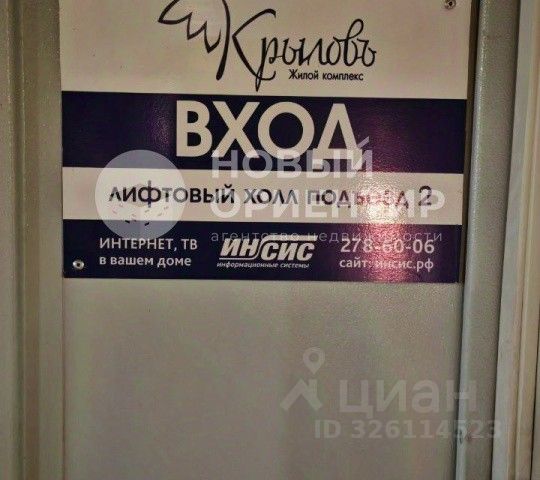 Крыловъ
Жилой комплекс
ВХОД
НОВЫЙ
ЛИФТОВЫЙ ХОЛЛ ПОДЪЕЗД 2
ОРИЕНТИР
агентство недвижимости
ИНТЕРНЕТ, ТВ
в вашем доме
ИНСИС
информационные системы
278-60-06
сайт: инсис.рф
циан
ID 326114523